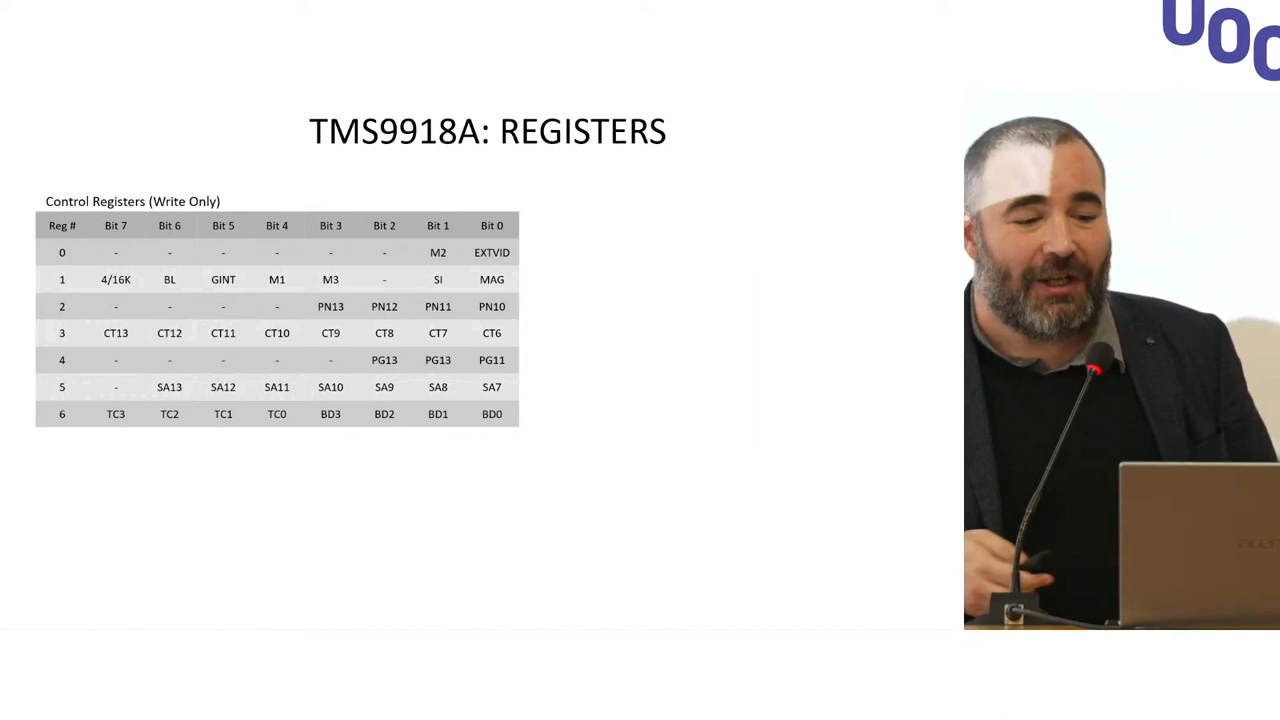 UOC
TMS9918A: REGISTERS
Control Registers (Write Only)
Reg # Bit 7 Bit 6 Bit 5 Bit 4 Bit 3 Bit 2 Bit 1 Bit 0
0 - - - - - - M2 EXTVID
1 4/16K BL GINT M1 M3 - SI MAG
2 - - - - PN13 PN12 PN11 PN10
3 CT13 CT12 CT11 CT10 CT9 CT8 CT7 CT6
4 - - - - - PG13 PG13 PG11
5 - SA13 SA12 SA11 SA10 SA9 SA8 SA7
6 TC3 TC2 TC1 TC0 BD3 BD2 BD1 BD0
acer